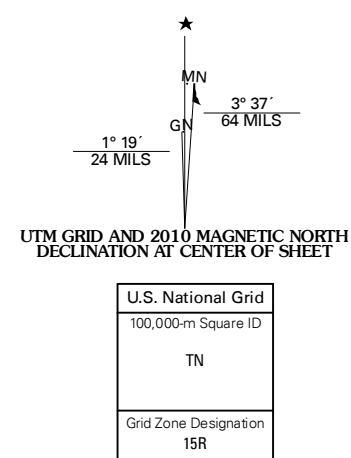 ★
MN
3° 37´
64 MILS
GN
1° 19´
24 MILS
UTM GRID AND 2010 MAGNETIC NORTH
DECLINATION AT CENTER OF SHEET
U.S. National Grid
100,000-m Square ID
TN
Grid Zone Designation
15R